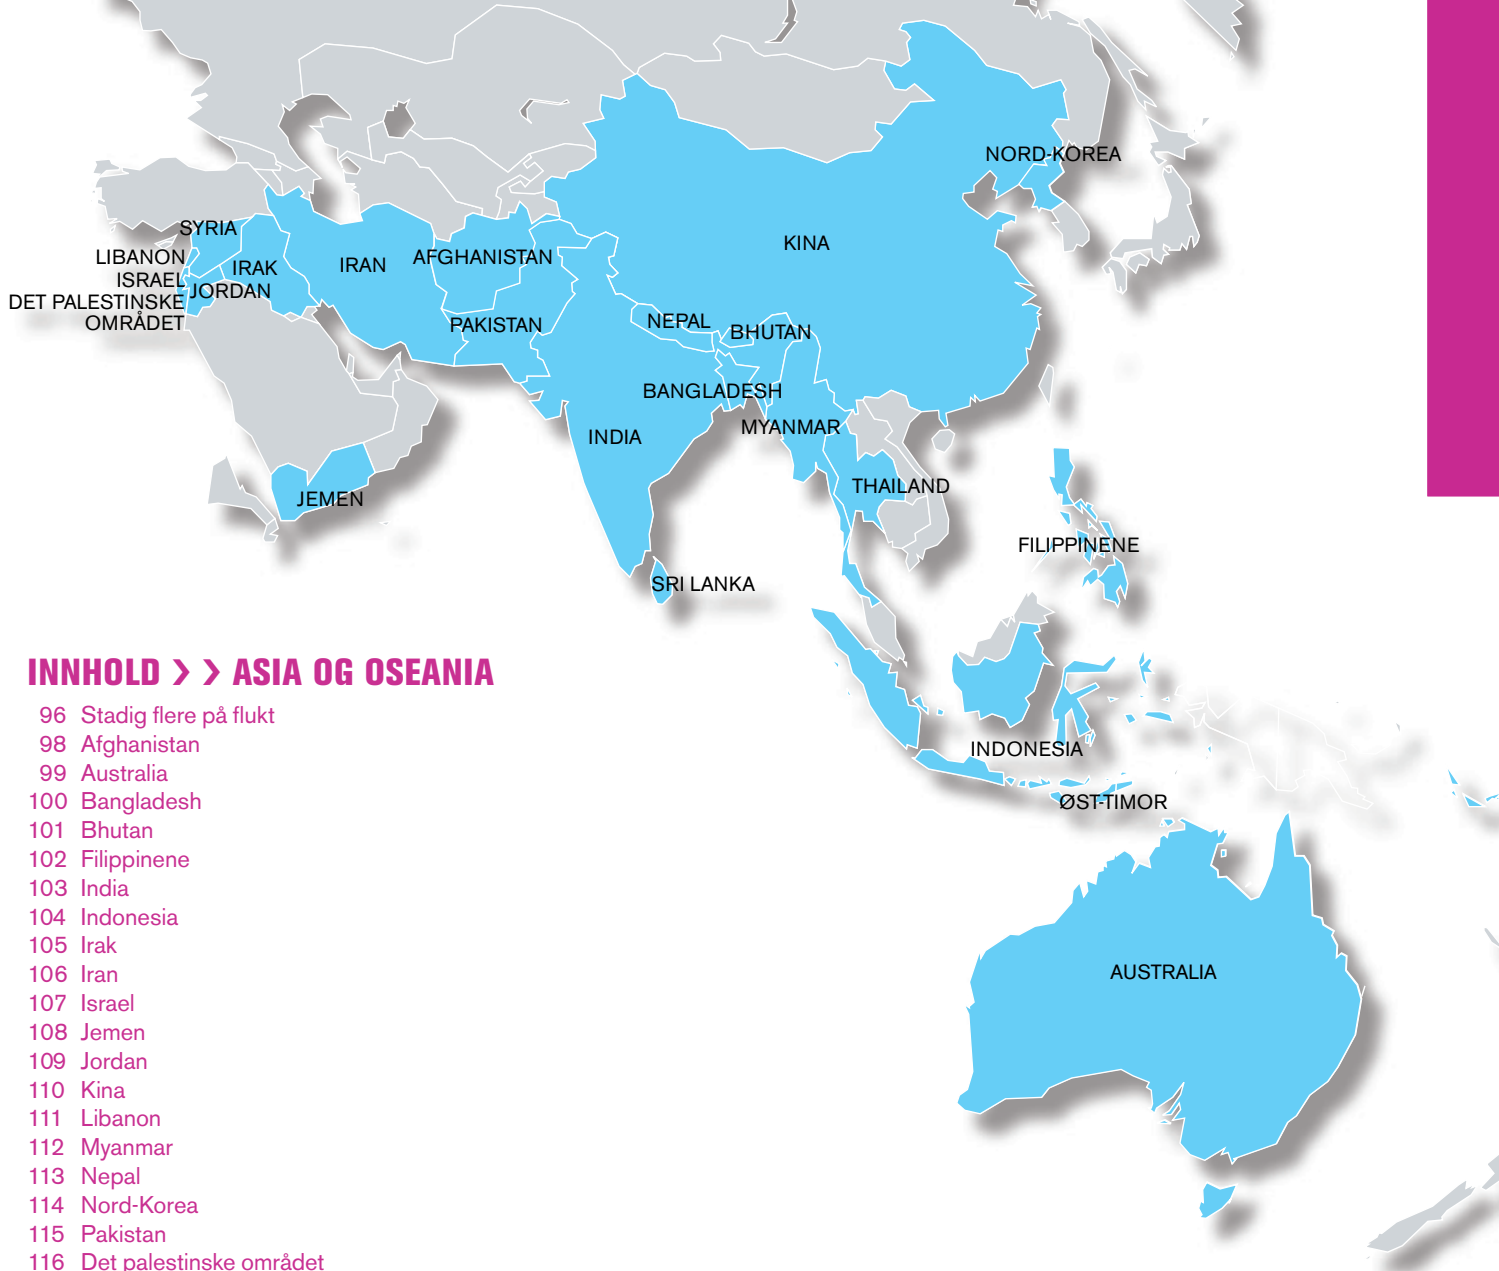 NORD-KOREA
SYRIA
KINA
LIBANON
IRAK
IRAN
AFGHANISTAN
ISRAEL
JORDAN
DET PALESTINSKE
OMRÅDET
PAKISTAN
NEPAL
BHUTAN
BANGLADESH
MYANMAR
INDIA
THAILAND
JEMEN
FILIPPINENE
SRI LANKA
INDONESIA
ØST-TIMOR
AUSTRALIA
INNHOLD > > ASIA OG OSEANIA
96 Stadig flere på flukt
98 Afghanistan
99 Australia
100 Bangladesh
101 Bhutan
102 Filippinene
103 India
104 Indonesia
105 Irak
106 Iran
107 Israel
108 Jemen
109 Jordan
110 Kina
111 Libanon
112 Myanmar
113 Nepal
114 Nord-Korea
115 Pakistan
116 Det palestinske området